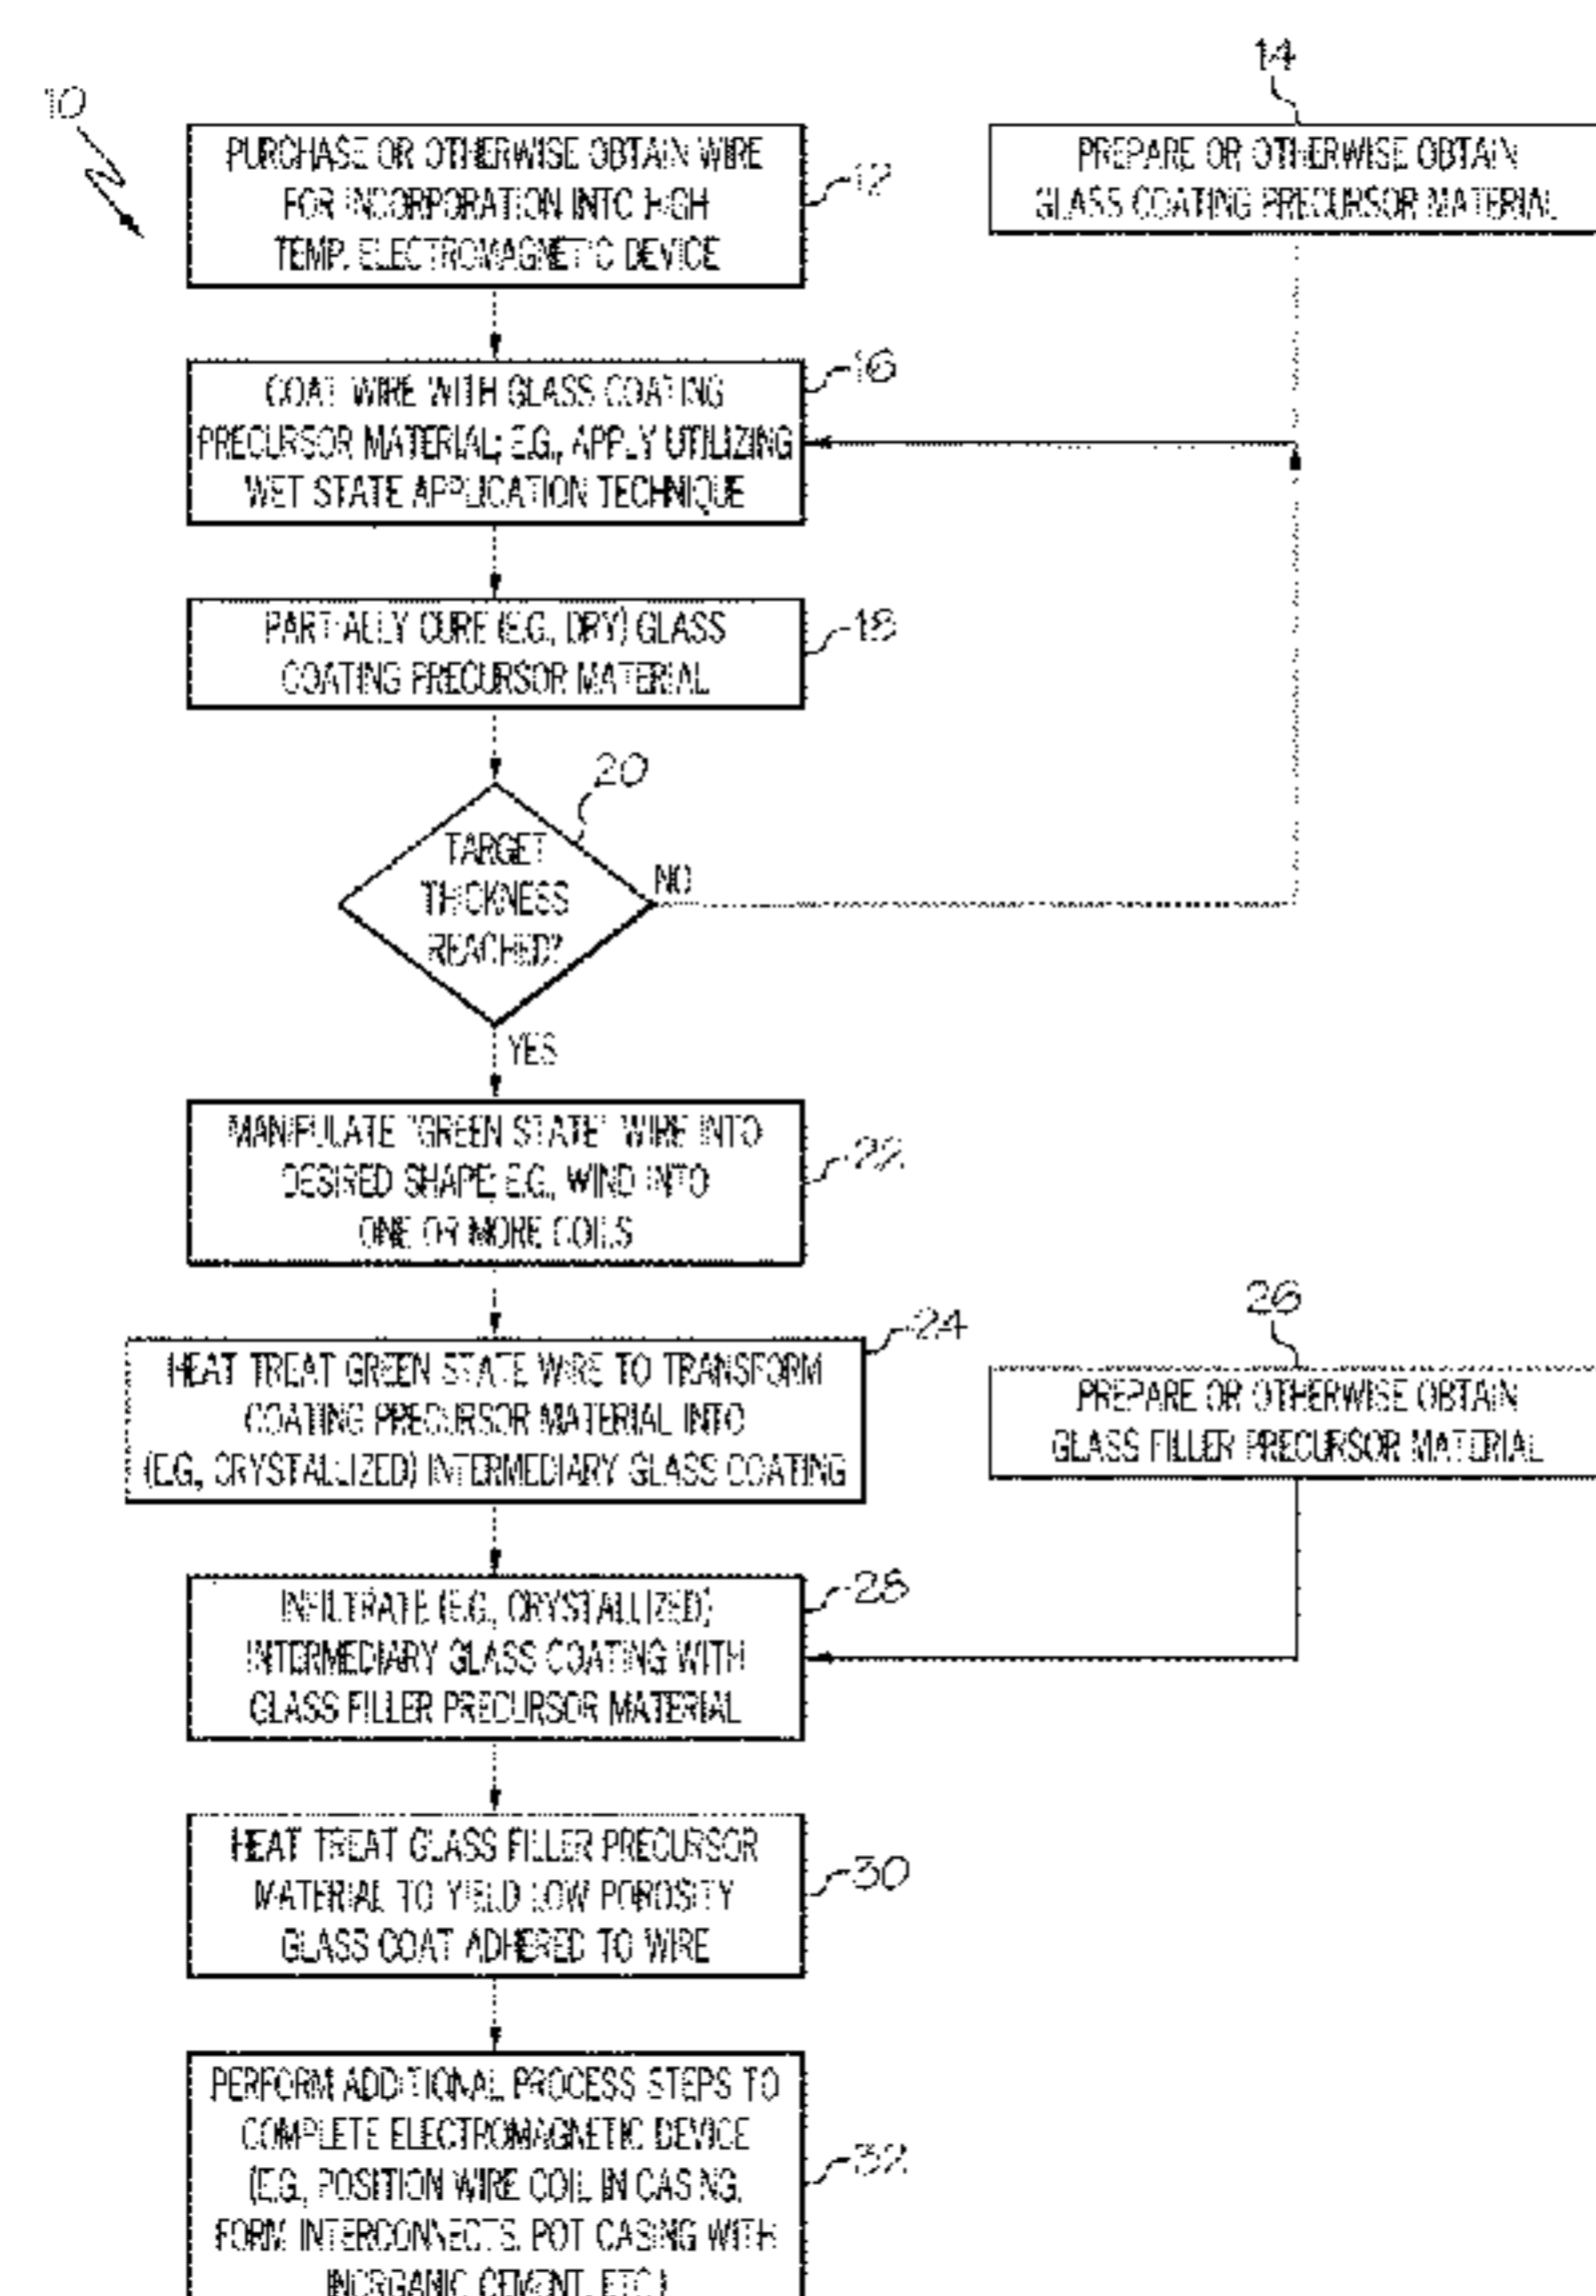 10
PURCHASE OR OTHERWISE OBTAIN WIRE
FOR INCORPORATION INTO HIGH
TEMP. ELECTROMAGNETIC DEVICE
12
14
PREPARE OR OTHERWISE OBTAIN
GLASS COATING PRECURSOR MATERIAL
COAT WIRE WITH GLASS COATING
PRECURSOR MATERIAL; E.G., APPLY UTILIZING
WET STATE APPLICATION TECHNIQUE
16
PARTIALLY CURE (E.G., DRY) GLASS
COATING PRECURSOR MATERIAL
18
20
TARGET
THICKNESS
REACHED?
NO
YES
MANIPULATE "GREEN STATE" WIRE INTO
DESIRED SHAPE; E.G., WIND INTO
ONE OR MORE COILS
22
HEAT TREAT GREEN STATE WIRE TO TRANSFORM
COATING PRECURSOR MATERIAL INTO
(E.G., CRYSTALLIZED) INTERMEDIARY GLASS COATING
24
26
PREPARE OR OTHERWISE OBTAIN
GLASS FILLER PRECURSOR MATERIAL
INFILTRATE (E.G., CRYSTALLIZED)
INTERMEDIARY GLASS COATING WITH
GLASS FILLER PRECURSOR MATERIAL
28
HEAT TREAT GLASS FILLER PRECURSOR
MATERIAL TO YIELD LOW POROSITY
GLASS COAT ADHERED TO WIRE
30
PERFORM ADDITIONAL PROCESS STEPS TO
COMPLETE ELECTROMAGNETIC DEVICE
(E.G., POSITION WIRE COIL IN CASING,
FORM INTERCONNECTS, POT CASING WITH
INORGANIC CEMENT, ETC.)
32